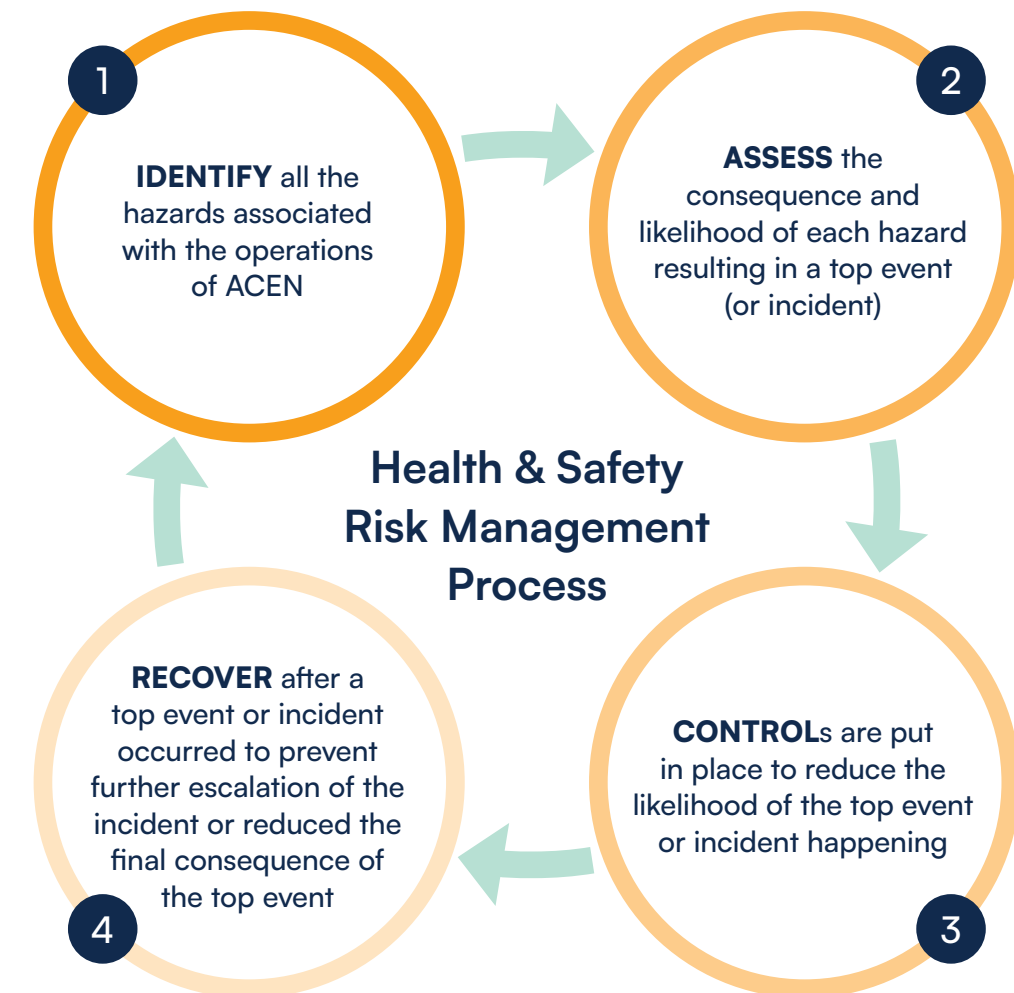 1
IDENTIFY all the
hazards associated
with the operations
of ACEN
2
ASSESS the
consequence and
likelihood of each hazard
resulting in a top event
(or incident)
Health & Safety
Risk Management
Process
3
CONTROLs are put
in place to reduce the
likelihood of the top event
or incident happening
4
RECOVER after a
top event or incident
occurred to prevent
further escalation of the
incident or reduced the
final consequence of
the top event